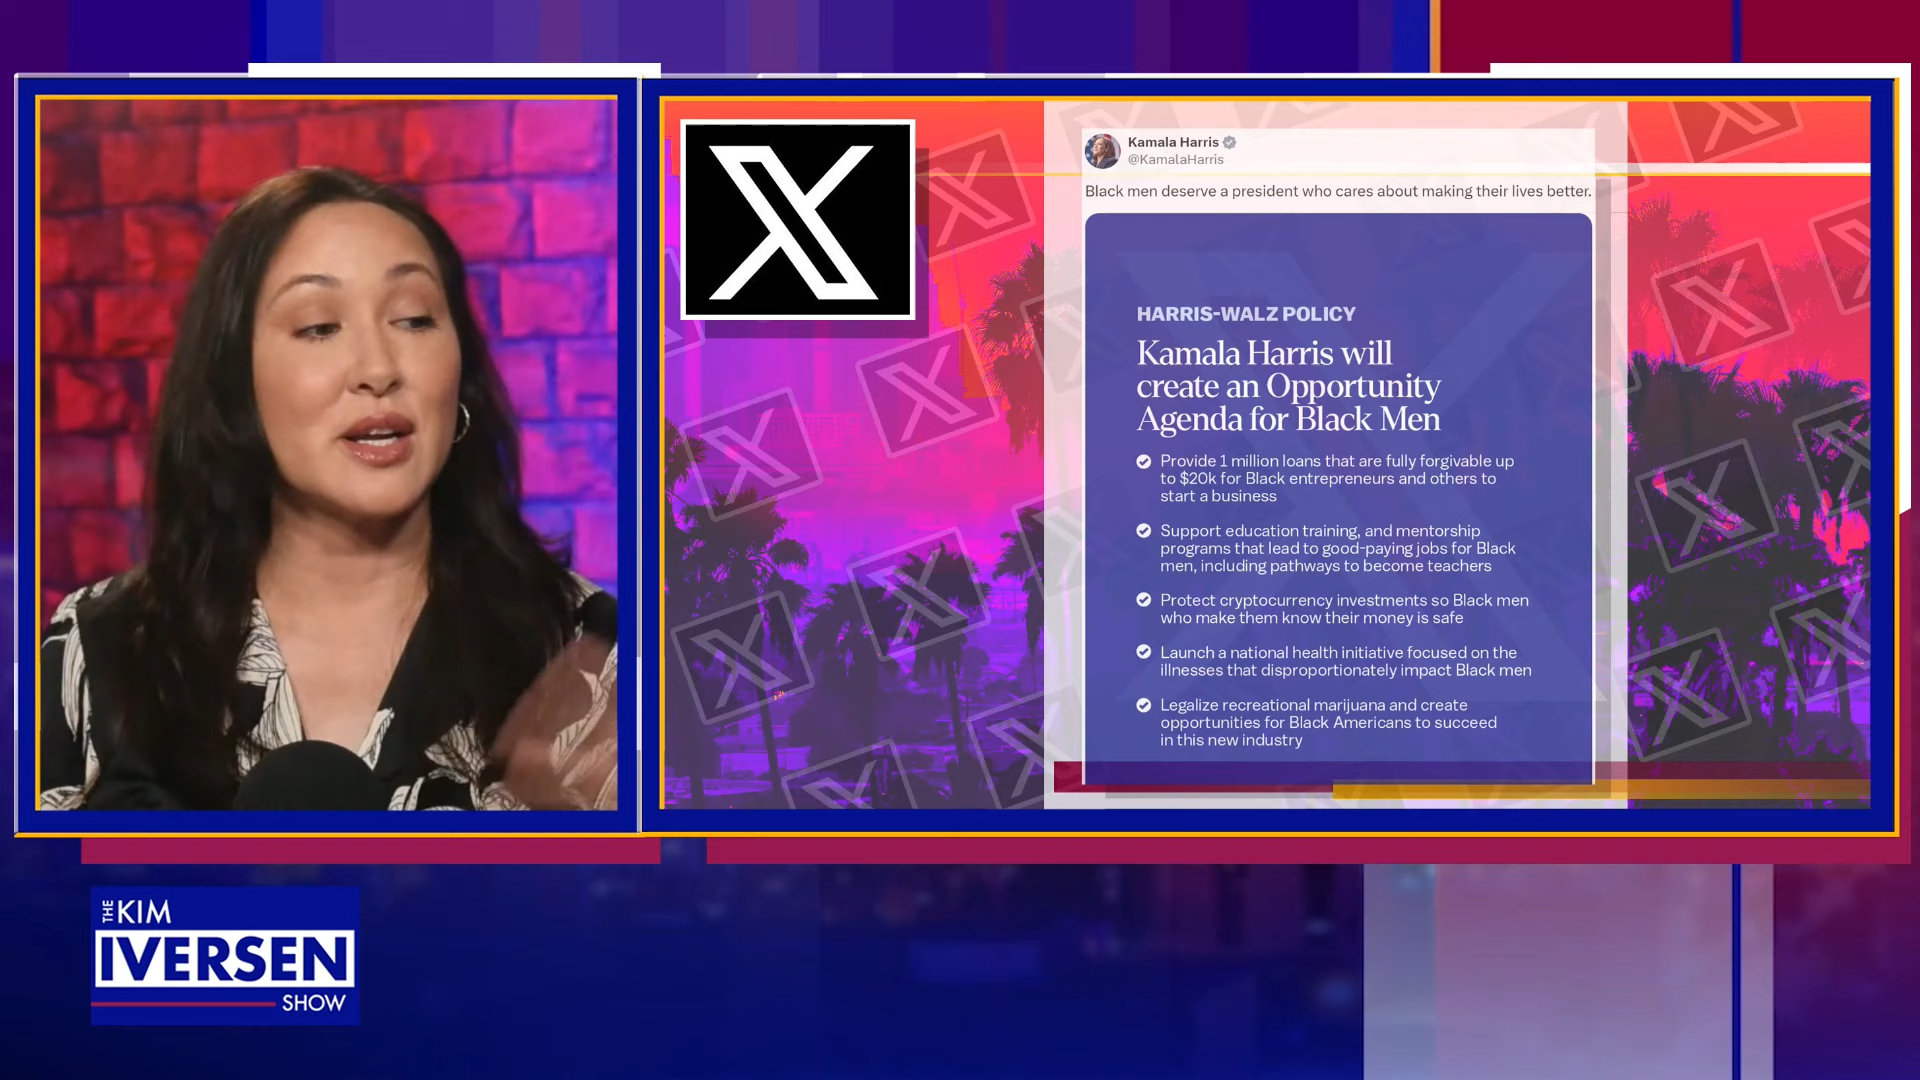 Kamala Harris
@KamalaHarris
Black men deserve a president who cares about making their lives better.
HARRIS-WALZ POLICY
Kamala Harris will
create an Opportunity
Agenda for Black Men
Provide 1 million loans that are fully forgivable up
to $20k for Black entrepreneurs and others to
start a business
Support education training, and mentorship
programs that lead to good-paying jobs for Black
men, including pathways to become teachers
Protect cryptocurrency investments so Black men
who make them know their money is safe
Launch a national health initiative focused on the
illnesses that disproportionately impact Black men
Legalize recreational marijuana and create
opportunities for Black Americans to succeed
in this new industry
THE KIM
IVERSEN
SHOW